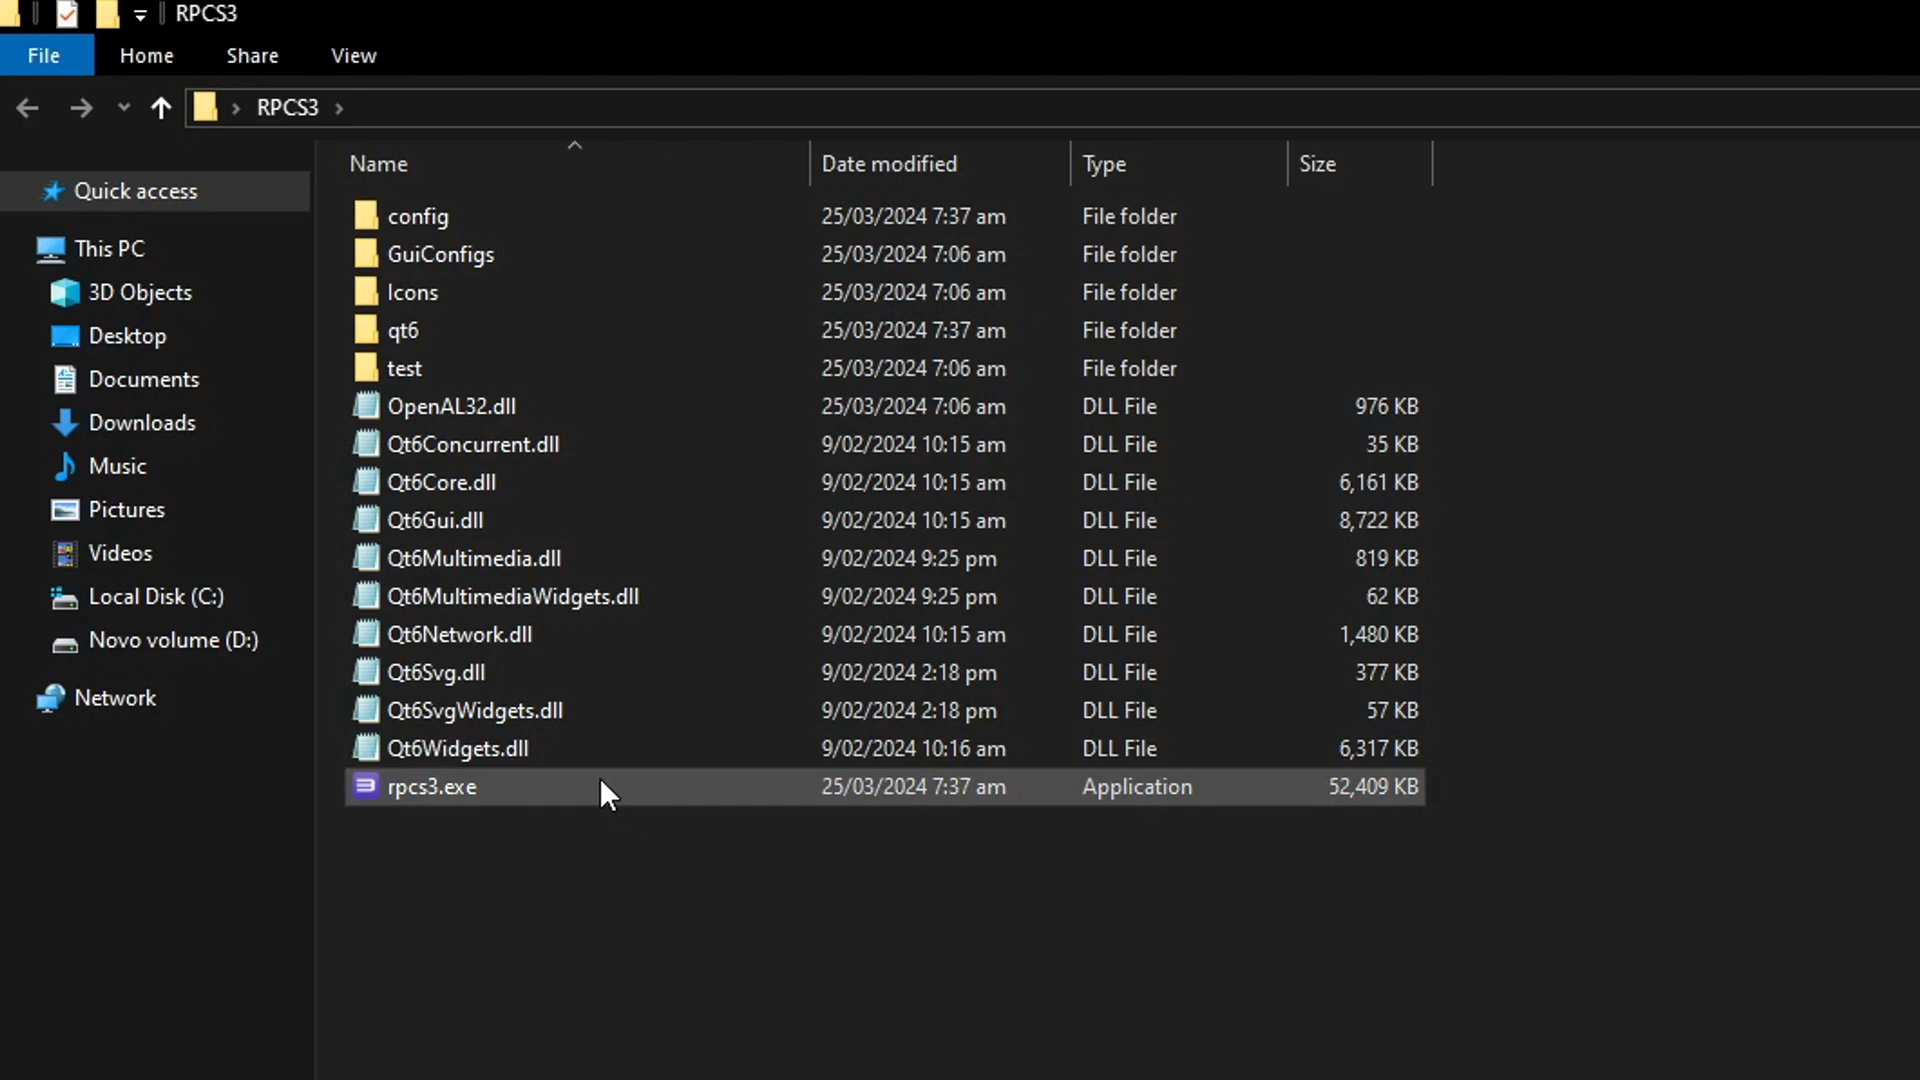 RPCS3
File Home Share View
RPCS3
Name Date modified Type Size
Quick access
This PC
3D Objects
Desktop
Documents
Downloads
Music
Pictures
Videos
Local Disk (C:)
Novo volume (D:)
Network
config 25/03/2024 7:37 am File folder
GuiConfigs 25/03/2024 7:06 am File folder
Icons 25/03/2024 7:06 am File folder
qt6 25/03/2024 7:37 am File folder
test 25/03/2024 7:06 am File folder
OpenAL32.dll 25/03/2024 7:06 am DLL File 976 KB
Qt6Concurrent.dll 9/02/2024 10:15 am DLL File 35 KB
Qt6Core.dll 9/02/2024 10:15 am DLL File 6,161 KB
Qt6Gui.dll 9/02/2024 10:15 am DLL File 8,722 KB
Qt6Multimedia.dll 9/02/2024 9:25 pm DLL File 819 KB
Qt6MultimediaWidgets.dll 9/02/2024 9:25 pm DLL File 62 KB
Qt6Network.dll 9/02/2024 10:15 am DLL File 1,480 KB
Qt6Svg.dll 9/02/2024 2:18 pm DLL File 377 KB
Qt6SvgWidgets.dll 9/02/2024 2:18 pm DLL File 57 KB
Qt6Widgets.dll 9/02/2024 10:16 am DLL File 6,317 KB
rpcs3.exe 25/03/2024 7:37 am Application 52,409 KB